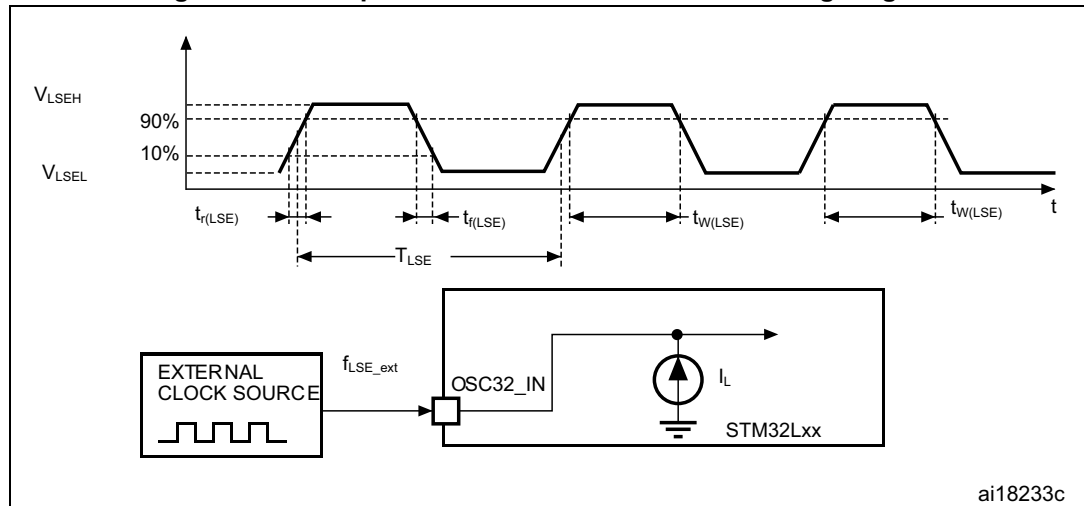 V_LSEH
90%
10%
V_LSEL
t_r(LSE)
t_f(LSE)
t_W(LSE)
t_W(LSE)
t
T_LSE
EXTERNAL
CLOCK SOURCE
f_LSE_ext
OSC32_IN
I_L
STM32Lxx
ai18233c